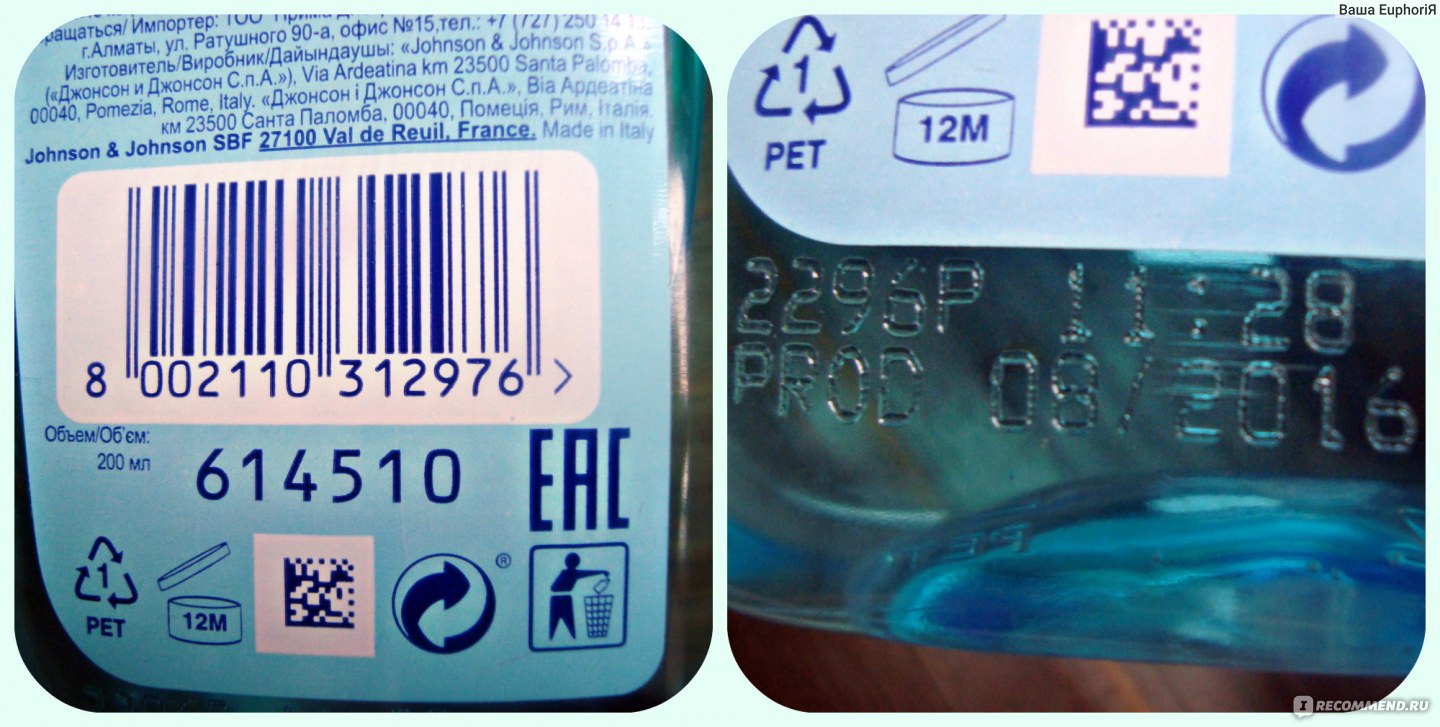 Ваша EuphoriЯ
ращаться/ Импортер: ТОО
г.Алматы, ул. Ратушного 90-а, офис №15,тел.: +7 (727) 250 14 13.
Изготовитель/Виробник/Дайындаушы: «Johnson & Johnson S.p.A.»
(«Джонсон и Джонсон С.п.А.»), Via Ardeatina km 23500 Santa Palomba,
00040, Pomezia, Rome, Italy. «Джонсон і Джонсон С.п.А.», Віа Ардеатіна
км 23500 Санта Паломба, 00040, Помеція, Рим, Італія.
Johnson & Johnson SBF 27100 Val de Reuil, France. Made in Italy
8 002110 312976 >
Объем/Об'єм:
200 мл
614510
EAC
1
PET
12M
®
1
PET
12M
2296P 11:28
PROD 08/2016
I RECOMMEND.RU